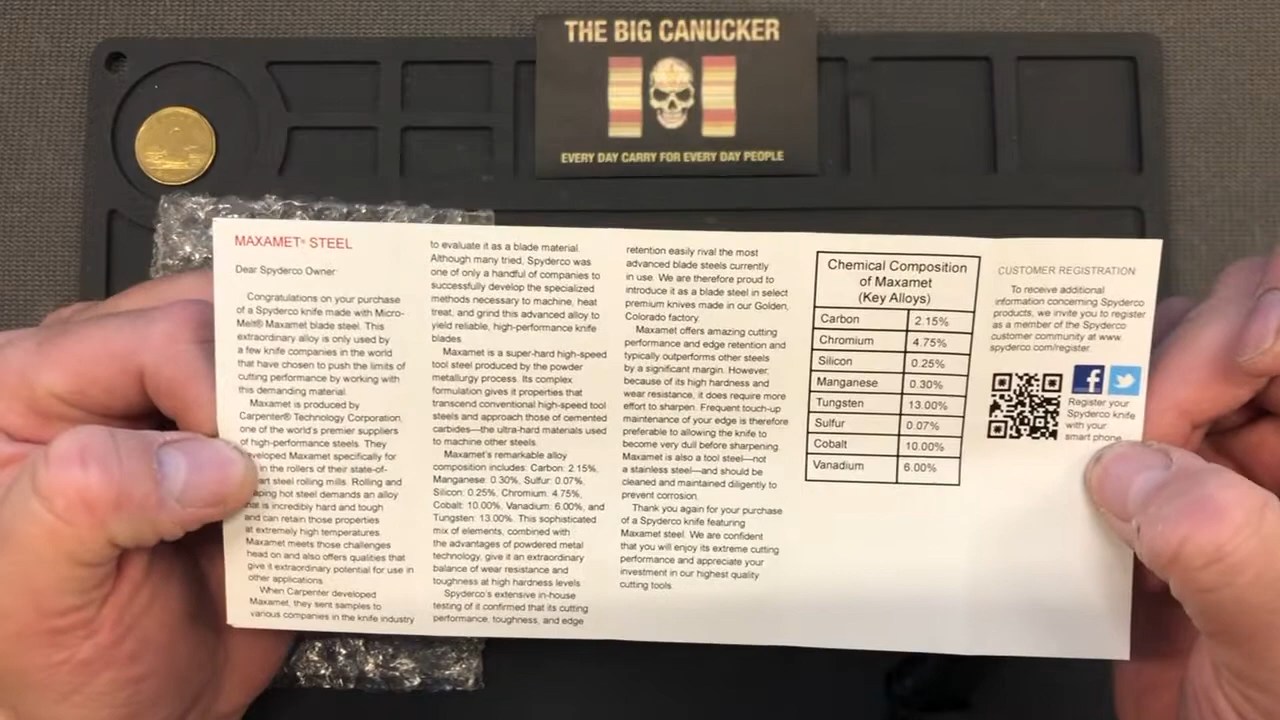 THE BIG CANUCKER
EVERY DAY CARRY FOR EVERY DAY PEOPLE
MAXAMET® STEEL
Dear Spyderco Owner
Congratulations on your purchase
of a Spyderco knife made with Micro-
Melt® Maxamet blade steel. This
extraordinary alloy is only used by
a few knife companies in the world
that have chosen to push the limits of
cutting performance by working with
this demanding material.
Maxamet is produced by
Carpenter® Technology Corporation,
one of the world's premier suppliers
of high-performance steels. They
veloped Maxamet specifically for
in the rollers of their state-of-
art steel rolling mills. Rolling and
aping hot steel demands an alloy
that is incredibly hard and tough
and can retain those properties
at extremely high temperatures.
Maxamet meets those challenges
head on and also offers qualities that
give it extraordinary potential for use in
other applications.
When Carpenter developed
Maxamet, they sent samples to
various companies in the knife industry
to evaluate it as a blade material.
Although many tried, Spyderco was
one of only a handful of companies to
successfully develop the specialized
methods necessary to machine, heat
treat, and grind this advanced alloy to
yield reliable, high-performance knife
blades.
Maxamet is a super-hard high-speed
tool steel produced by the powder
metallurgy process. Its complex
formulation gives it properties that
transcend conventional high-speed tool
steels and approach those of cemented
carbides—the ultra-hard materials used
to machine other steels.
Maxamet's remarkable alloy
composition includes: Carbon: 2.15%,
Manganese: 0.30%, Sulfur: 0.07%,
Silicon: 0.25%, Chromium: 4.75%,
Cobalt: 10.00%, Vanadium: 6.00%, and
Tungsten: 13.00%. This sophisticated
mix of elements, combined with
the advantages of powdered metal
technology, give it an extraordinary
balance of wear resistance and
toughness at high hardness levels.
Spyderco's extensive in-house
testing of it confirmed that its cutting
performance, toughness, and edge
retention easily rival the most
advanced blade steels currently
in use. We are therefore proud to
introduce it as a blade steel in select
premium knives made in our Golden,
Colorado factory.
Maxamet offers amazing cutting
performance and edge retention and
typically outperforms other steels
by a significant margin. However,
because of its high hardness and
wear resistance, it does require more
effort to sharpen. Frequent touch-up
maintenance of your edge is therefore
preferable to allowing the knife to
become very dull before sharpening.
Maxamet is also a tool steel—not
a stainless steel—and should be
cleaned and maintained diligently to
prevent corrosion.
Thank you again for your purchase
of a Spyderco knife featuring
Maxamet steel. We are confident
that you will enjoy its extreme cutting
performance and appreciate your
investment in our highest quality
cutting tools.
Chemical Composition
of Maxamet
(Key Alloys)
Carbon 2.15%
Chromium 4.75%
Silicon 0.25%
Manganese 0.30%
Tungsten 13.00%
Sulfur 0.07%
Cobalt 10.00%
Vanadium 6.00%
CUSTOMER REGISTRATION
To receive additional
information concerning Spyderco
products, we invite you to register
as a member of the Spyderco
customer community at www.
spyderco.com/register.
f
Register your
Spyderco knife
with your
smart phone.